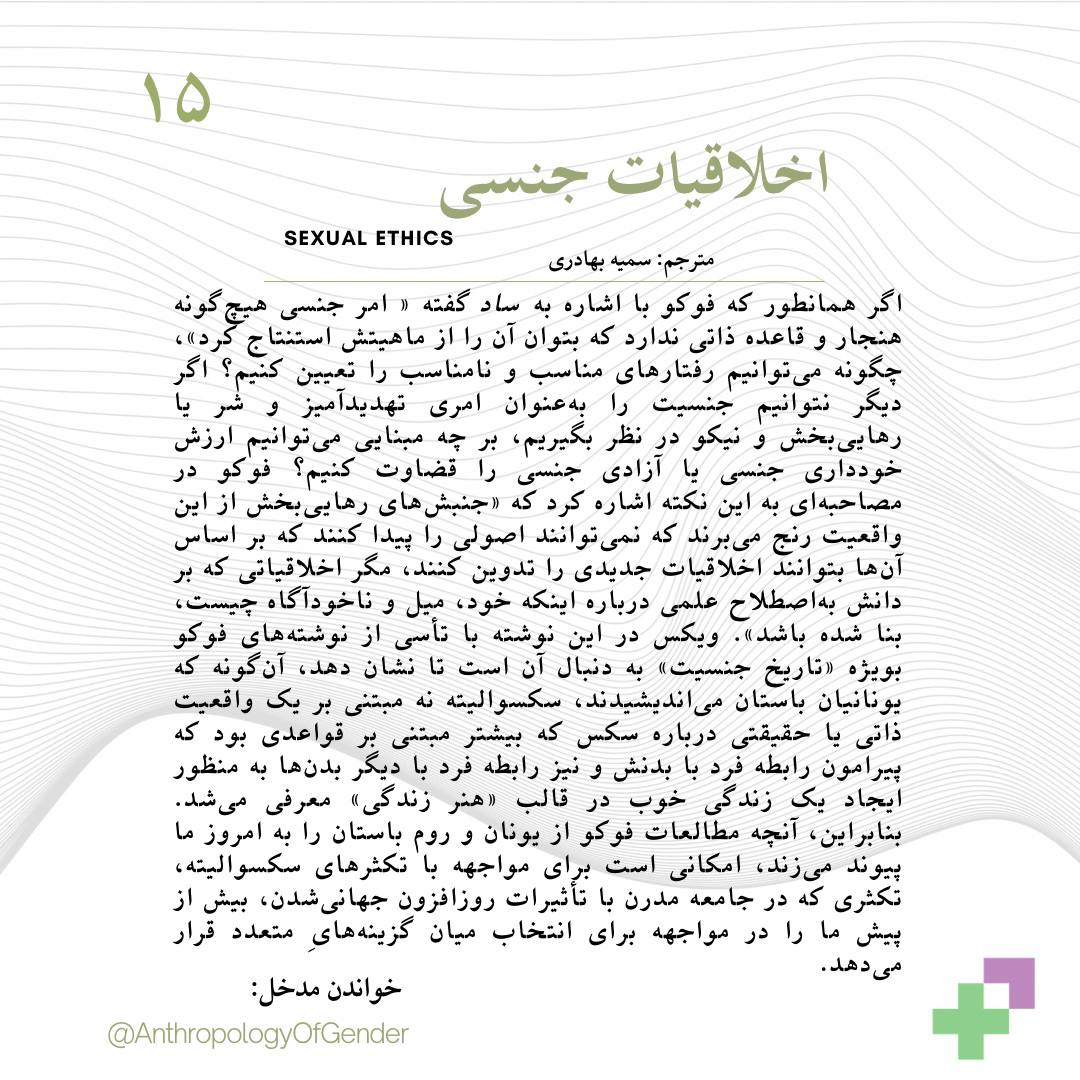 ۱۵
اخلاقیات جنسی
SEXUAL ETHICS
مترجم: سمیه بهادری
اگر همانطور که فوکو با اشاره به ساد گفته « امر جنسی هیچ‌گونه
هنجار و قاعده ذاتی ندارد که بتوان آن را از ماهیتش استنتاج کرد»،
چگونه می‌توانیم رفتارهای مناسب و نامناسب را تعیین کنیم؟ اگر
دیگر نتوانیم جنسیت را به‌عنوان امری تهدیدآمیز و شر یا
رهایی‌بخش و نیکو در نظر بگیریم، بر چه مبنایی می‌توانیم ارزش
خودداری جنسی یا آزادی جنسی را قضاوت کنیم؟ فوکو در
مصاحبه‌ای به این نکته اشاره کرد که «جنبش‌های رهایی‌بخش از این
واقعیت رنج می‌برند که نمی‌توانند اصولی را پیدا کنند که بر اساس
آن‌ها بتوانند اخلاقیات جدیدی را تدوین کنند، مگر اخلاقیاتی که بر
دانش به‌اصطلاح علمی درباره اینکه خود، میل و ناخودآگاه چیست،
بنا شده باشد». ویکس در این نوشته با تأسی از نوشته‌های فوکو
بویژه «تاریخ جنسیت» به دنبال آن است تا نشان دهد، آن‌گونه که
یونانیان باستان می‌اندیشیدند، سکسوالیته نه مبتنی بر یک واقعیت
ذاتی یا حقیقتی درباره سکس که بیشتر مبتنی بر قواعدی بود که
پیرامون رابطه فرد با بدنش و نیز رابطه فرد با دیگر بدن‌ها به منظور
ایجاد یک زندگی خوب در قالب «هنر زندگی» معرفی می‌شد.
بنابراین، آنچه مطالعات فوکو از یونان و روم باستان را به امروز ما
پیوند می‌زند، امکانی است برای مواجهه با تکثرهای سکسوالیته،
تکثری که در جامعه مدرن با تأثیرات روزافزون جهانی‌شدن، بیش از
پیش ما را در مواجهه برای انتخاب میان گزینه‌هایِ متعدد قرار
می‌دهد.
خواندن مدخل:
@AnthropologyOfGender